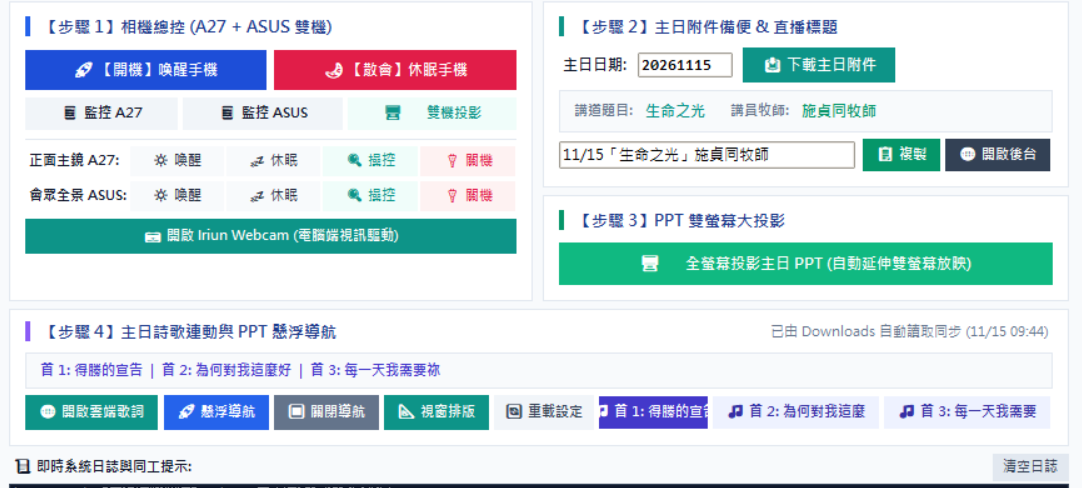 【步驟 1】相機總控 (A27 + ASUS 雙機)
【開機】喚醒手機
【散會】休眠手機
監控 A27
監控 ASUS
雙機投影
正面主鏡 A27:
喚醒
休眠
操控
關機
會眾全景 ASUS:
喚醒
休眠
操控
關機
開啟 Iriun Webcam (電腦端視訊驅動)
【步驟 2】主日附件備便 & 直播標題
主日日期:
20261115
下載主日附件
講道題目: 生命之光 講員牧師: 施貞同牧師
11/15「生命之光」施貞同牧師
複製
開啟後台
【步驟 3】PPT 雙螢幕大投影
全螢幕投影主日 PPT (自動延伸雙螢幕放映)
【步驟 4】主日詩歌連動與 PPT 懸浮導航
已由 Downloads 自動讀取同步 (11/15 09:44)
首 1: 得勝的宣告 | 首 2: 為何對我這麼好 | 首 3: 每一天我需要祢
開啟雲端歌詞
懸浮導航
關閉導航
視窗排版
重載設定
首 1: 得勝的宣
首 2: 為何對我這麼
首 3: 每一天我需要
即時系統日誌與同工提示:
清空日誌